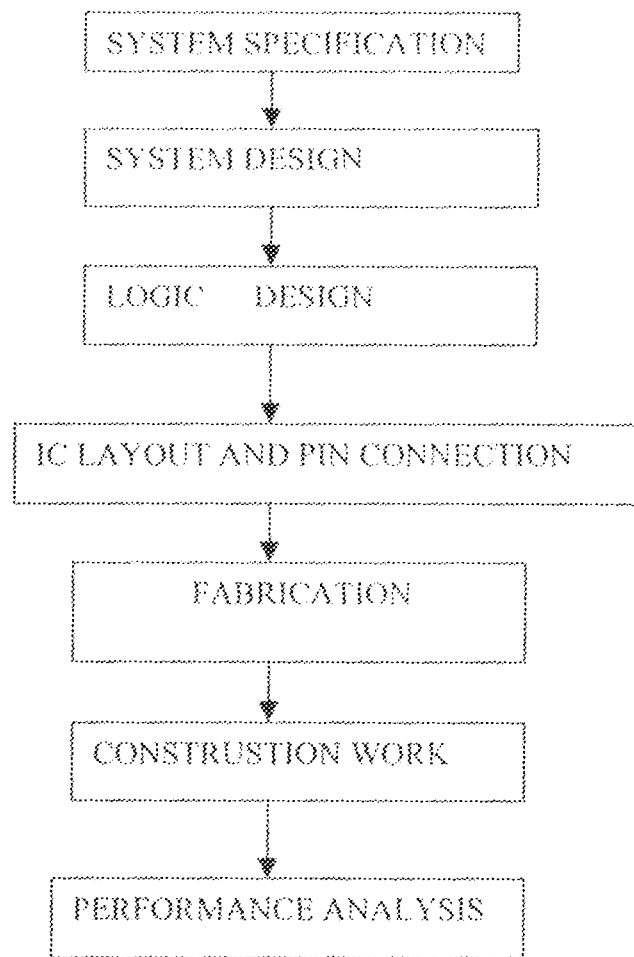 SYSTEM SPECIFICATION
SYSTEM DESIGN
LOGIC DESIGN
IC LAYOUT AND PIN CONNECTION
FABRICATION
CONSTRUSTION WORK
PERFORMANCE ANALYSIS